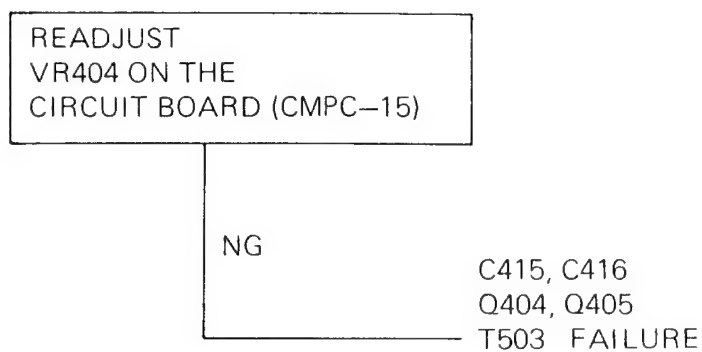 READJUST
VR404 ON THE
CIRCUIT BOARD (CMPC–15)
NG
C415, C416
Q404, Q405
T503 FAILURE